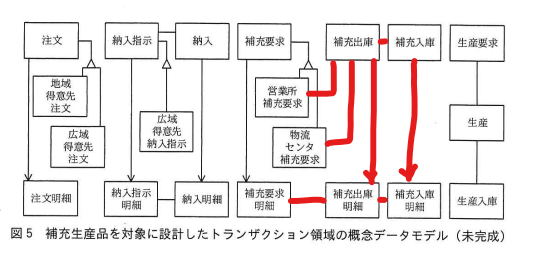 注文
納入指示
納入
補充要求
補充出庫
補充入庫
生産要求
地域
得意先
注文
広域
得意先
注文
広域
得意先
納入指示
営業所
補充要求
物流
センタ
補充要求
生産
注文明細
納入指示
明細
納入明細
補充要求
明細
補充出庫
明細
補充入庫
明細
生産入庫
図5 補充生産品を対象に設計したトランザクション領域の概念データモデル(未完成)